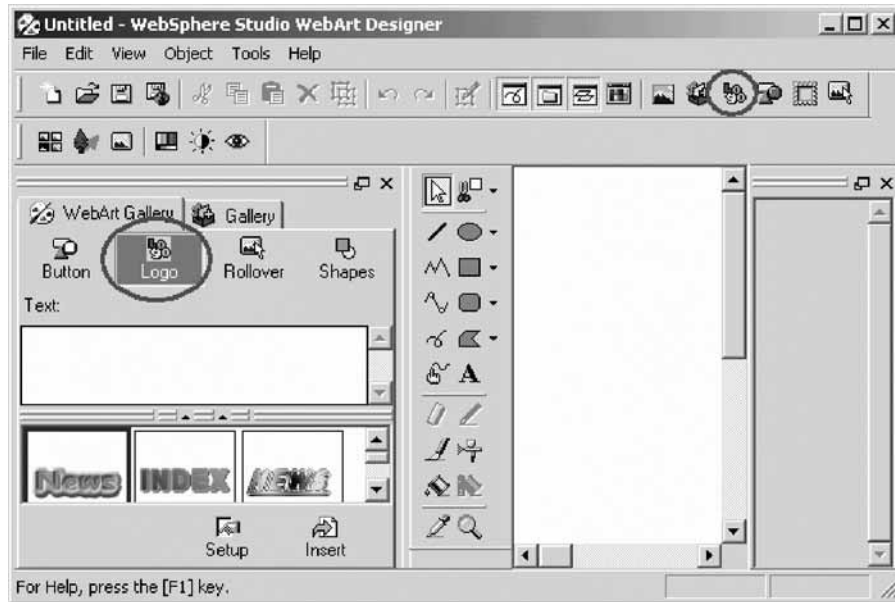 Untitled - WebSphere Studio WebArt Designer
File Edit View Object Tools Help
WebArt Gallery Gallery
Button Logo Rollover Shapes
Text:
News INDEX NEWS
A
Setup Insert
For Help, press the [F1] key.